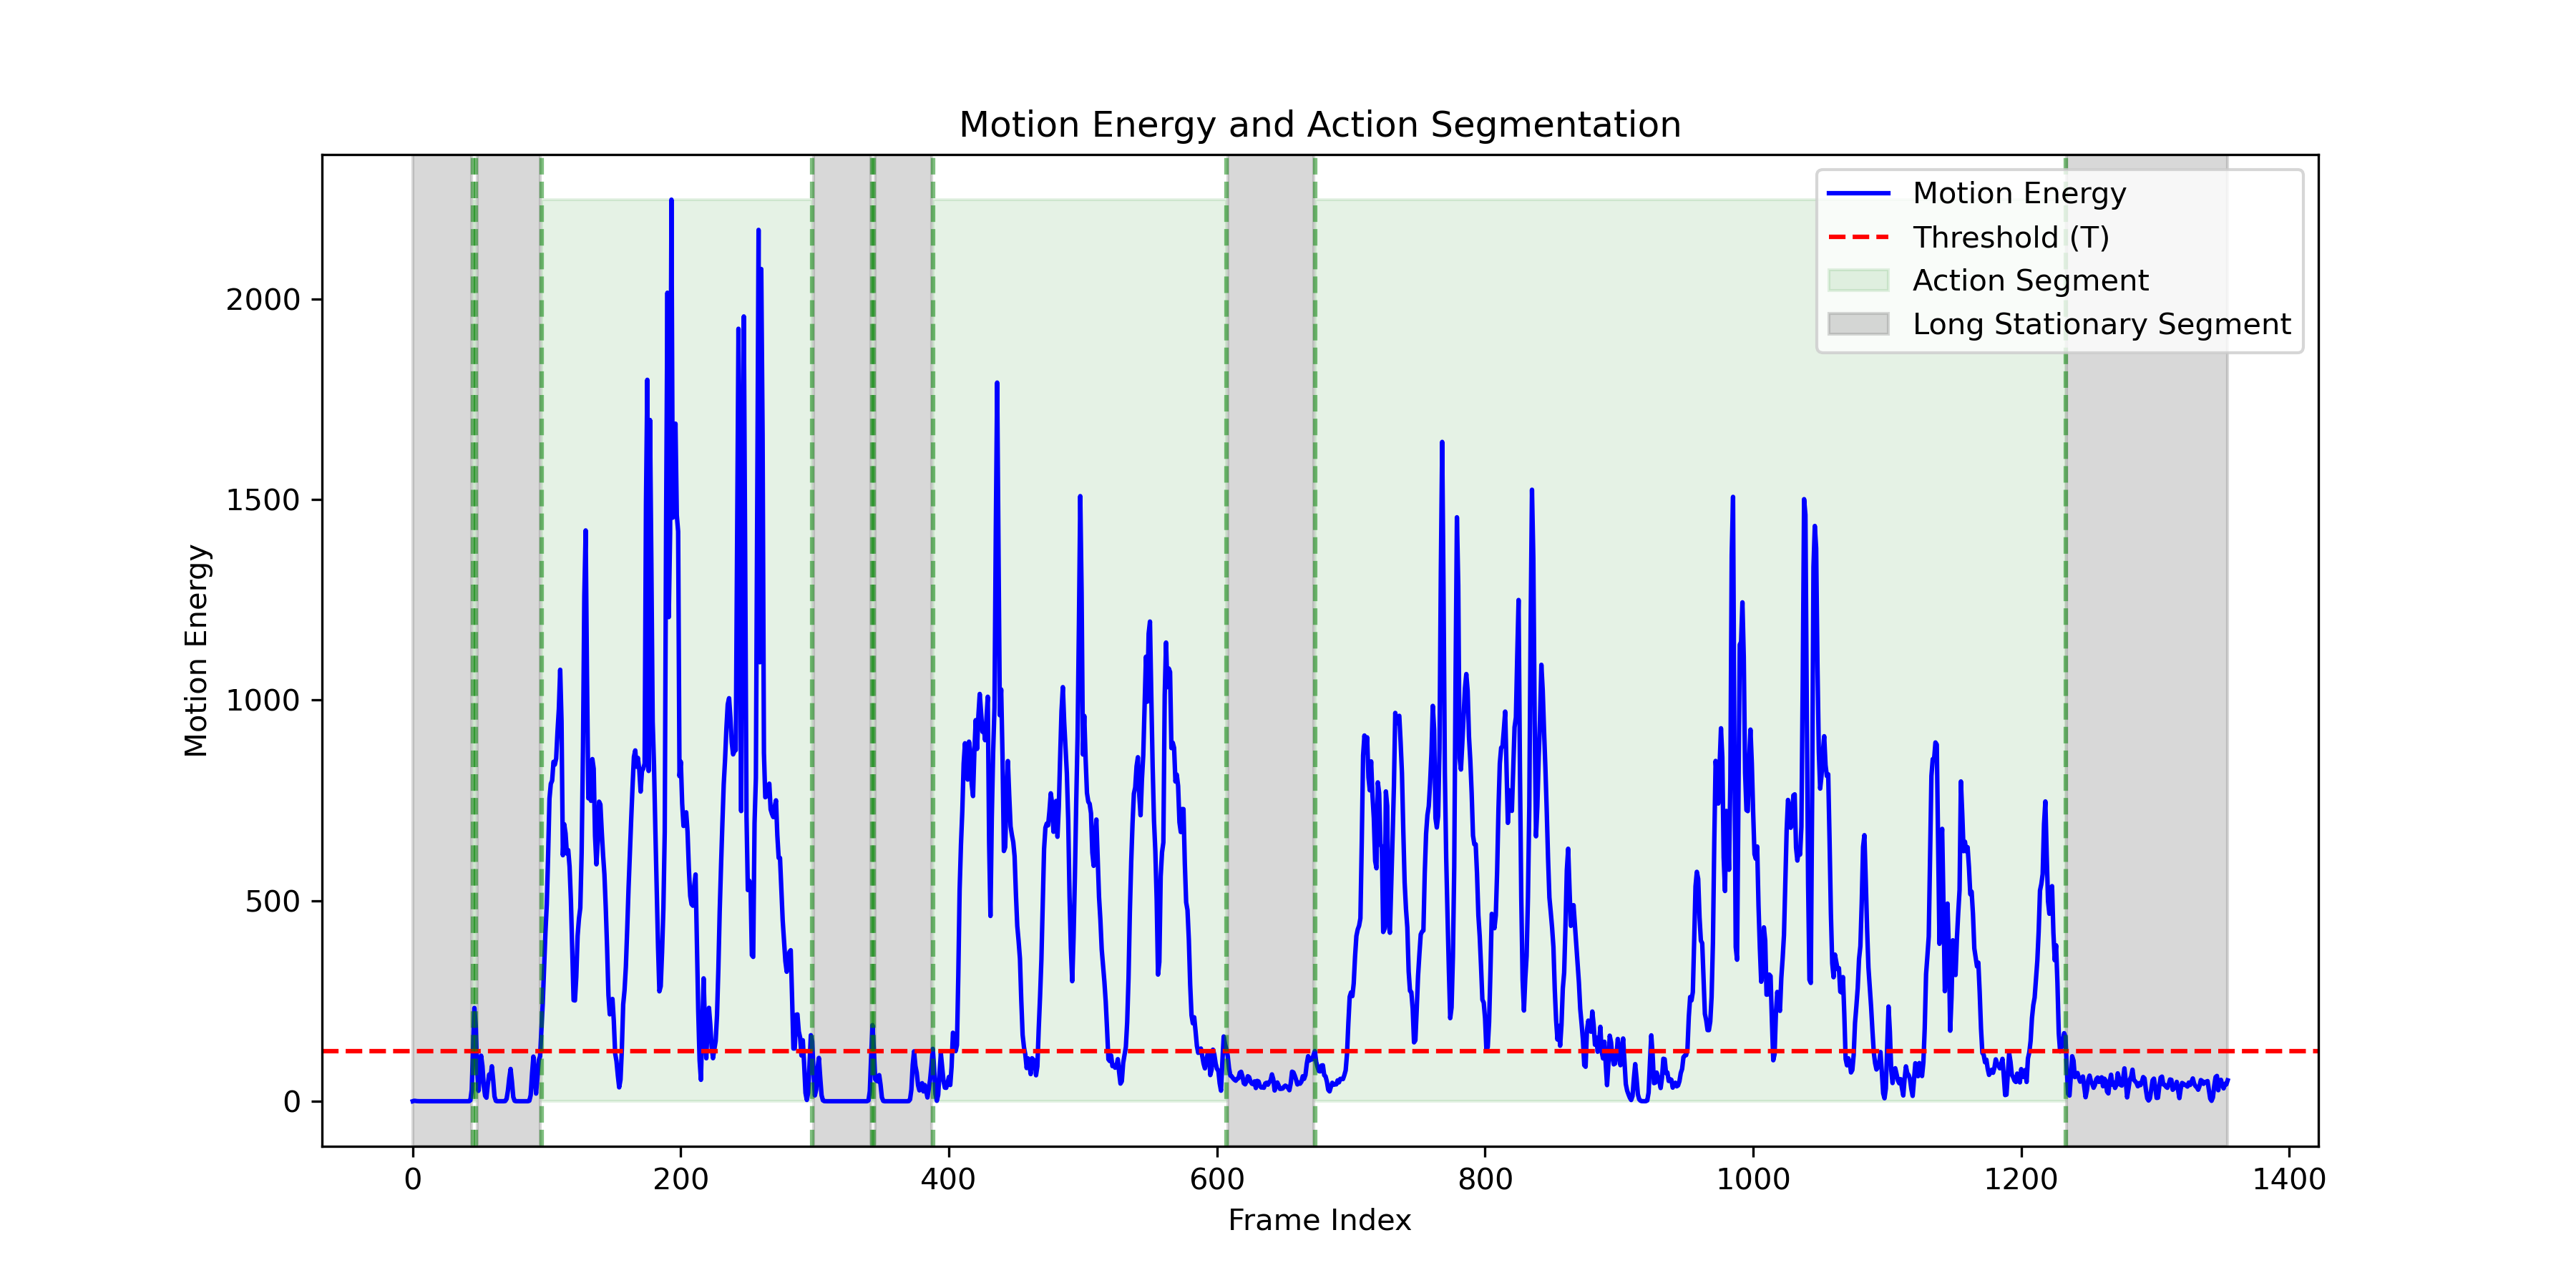 Motion Energy and Action Segmentation
Motion Energy
Threshold (T)
Action Segment
Long Stationary Segment
Motion Energy
2000
1500
1000
500
0
0 200 400 600 800 1000 1200 1400
Frame Index